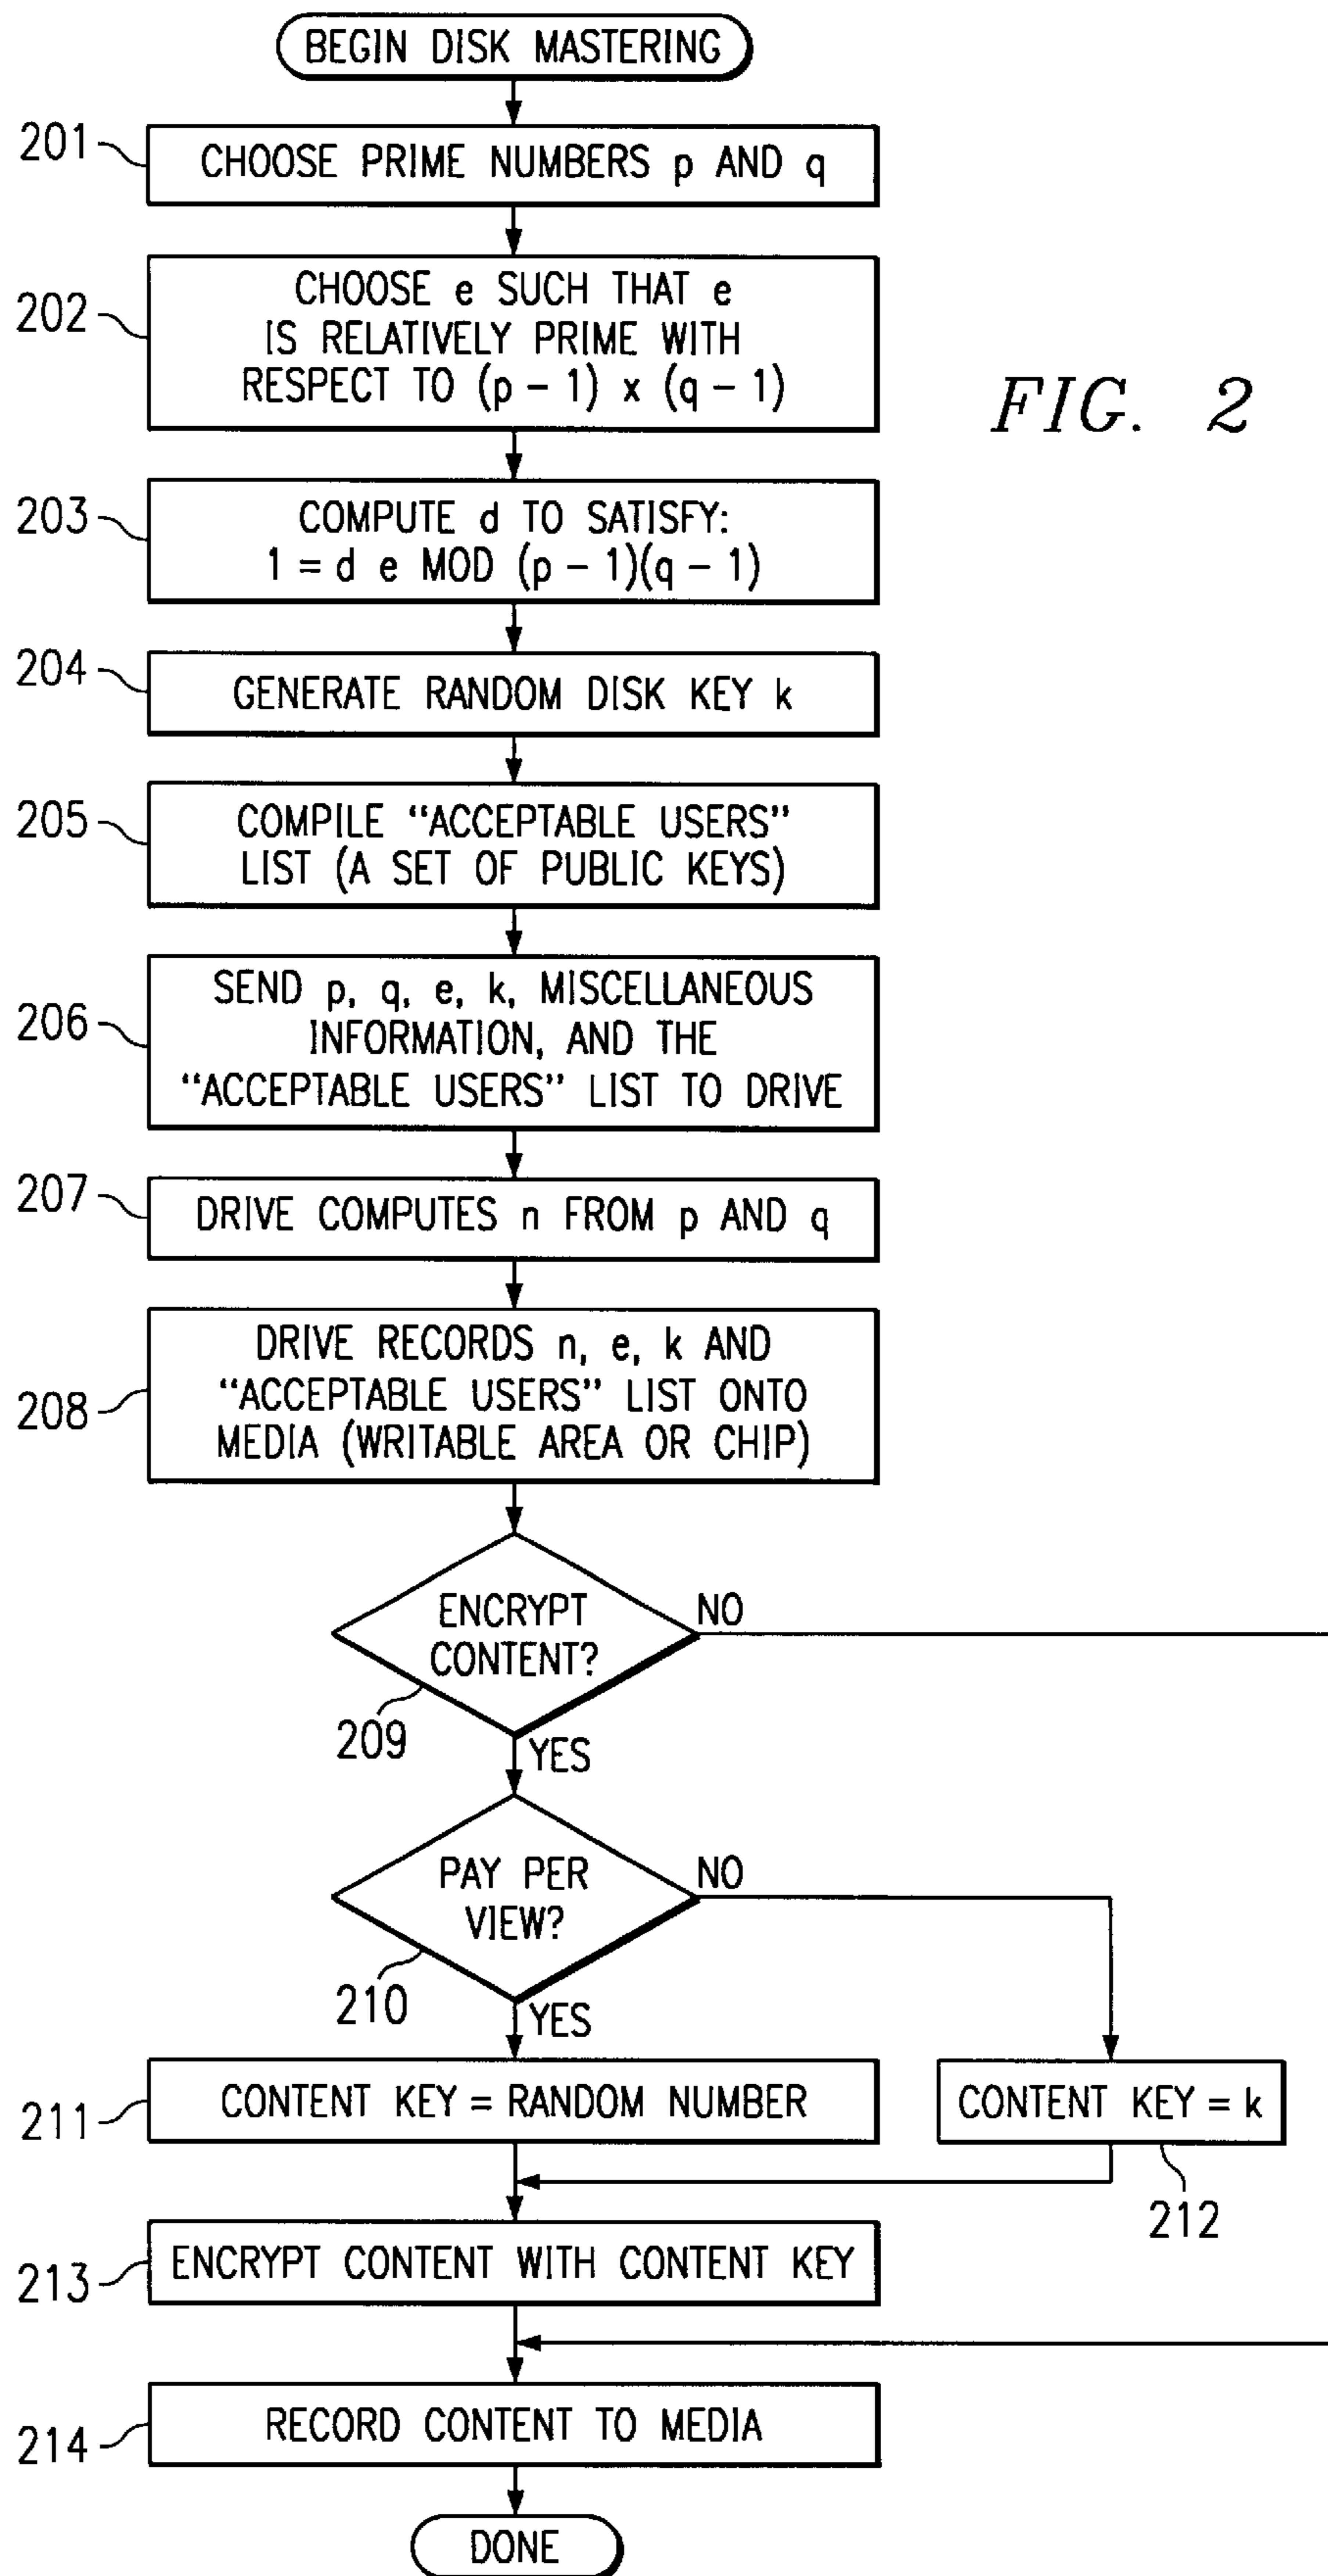 BEGIN DISK MASTERING
201
CHOOSE PRIME NUMBERS p AND q
202
CHOOSE e SUCH THAT e
IS RELATIVELY PRIME WITH
RESPECT TO (p – 1) x (q – 1)
FIG. 2
203
COMPUTE d TO SATISFY:
1 = d e MOD (p – 1)(q – 1)
204
GENERATE RANDOM DISK KEY k
205
COMPILE “ACCEPTABLE USERS”
LIST (A SET OF PUBLIC KEYS)
206
SEND p, q, e, k, MISCELLANEOUS
INFORMATION, AND THE
“ACCEPTABLE USERS” LIST TO DRIVE
207
DRIVE COMPUTES n FROM p AND q
208
DRIVE RECORDS n, e, k AND
“ACCEPTABLE USERS” LIST ONTO
MEDIA (WRITABLE AREA OR CHIP)
ENCRYPT
CONTENT?
NO
209
YES
PAY PER
VIEW?
NO
210
YES
211
CONTENT KEY = RANDOM NUMBER
CONTENT KEY = k
212
213
ENCRYPT CONTENT WITH CONTENT KEY
214
RECORD CONTENT TO MEDIA
DONE